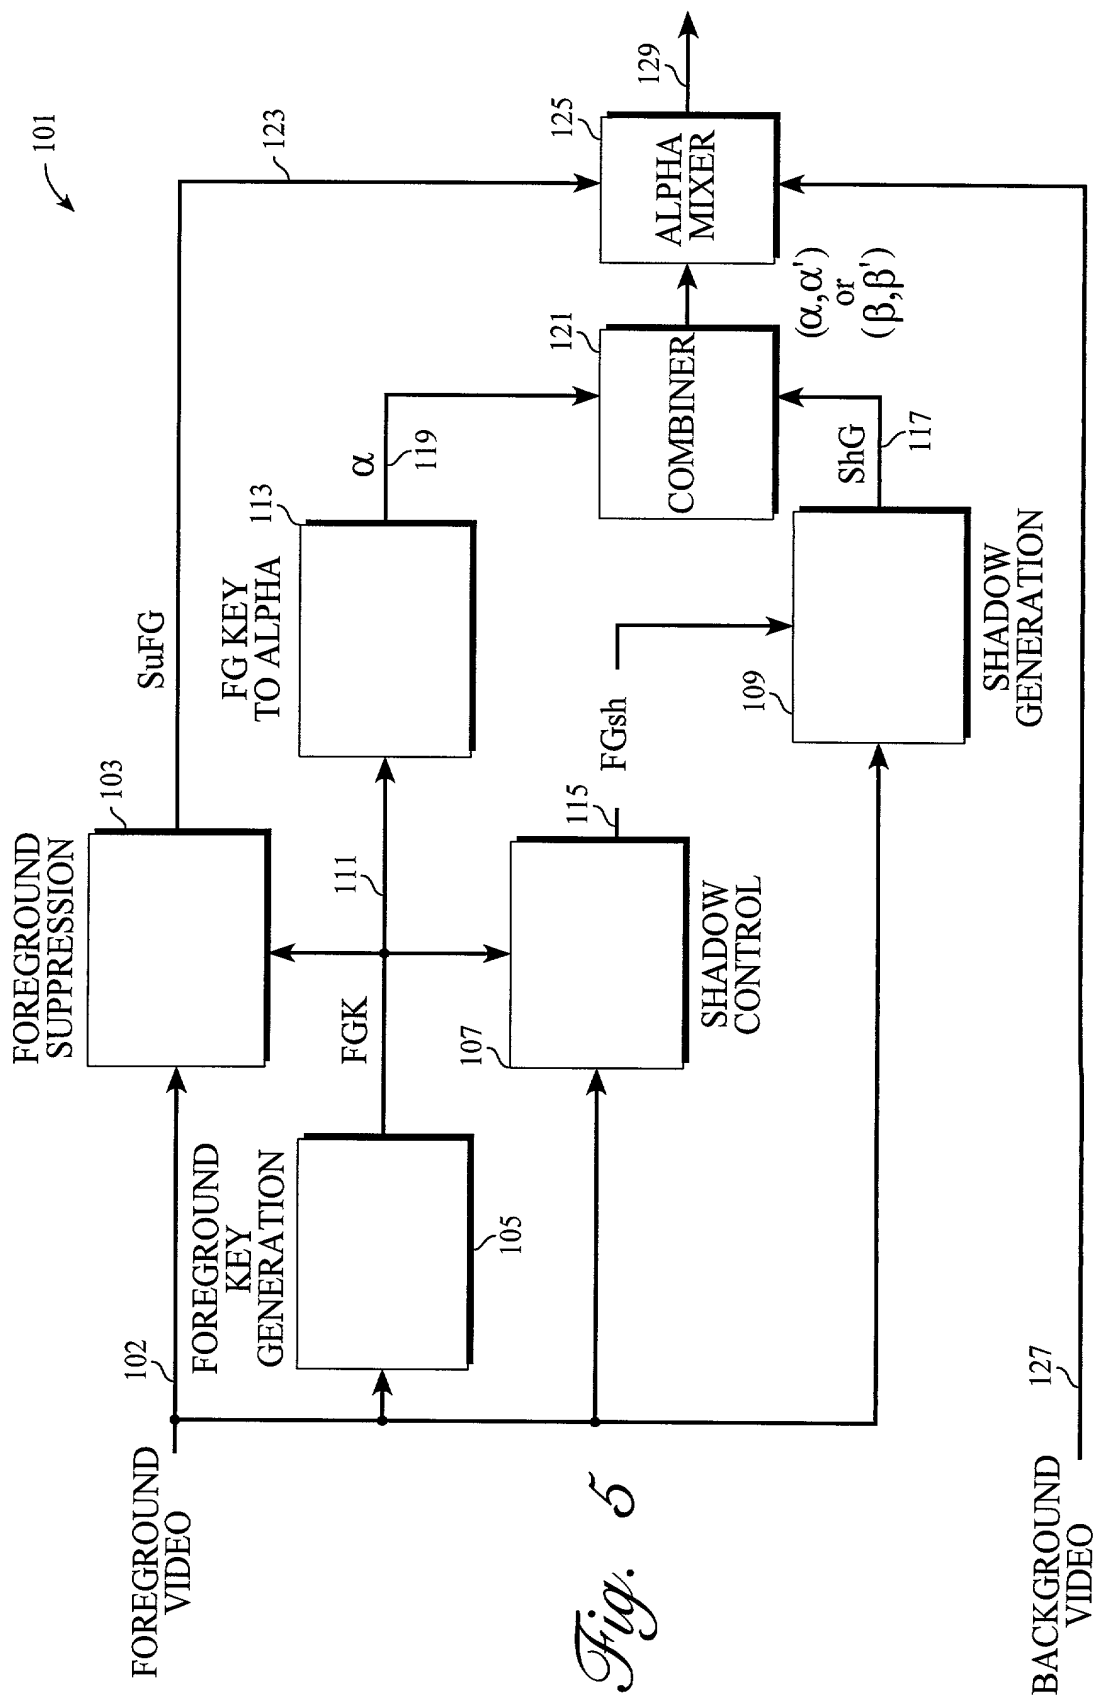 101
FOREGROUND
VIDEO
102
FOREGROUND
SUPPRESSION
103
SuFG
123
FOREGROUND
KEY
GENERATION
105
FGK
111
FG KEY
TO ALPHA
113
α
119
107
SHADOW
CONTROL
115
FGsh
109
SHADOW
GENERATION
ShG
117
COMBINER
121
(α,α')
or
(β,β')
ALPHA
MIXER
125
129
BACKGROUND
VIDEO
127
Fig. 5